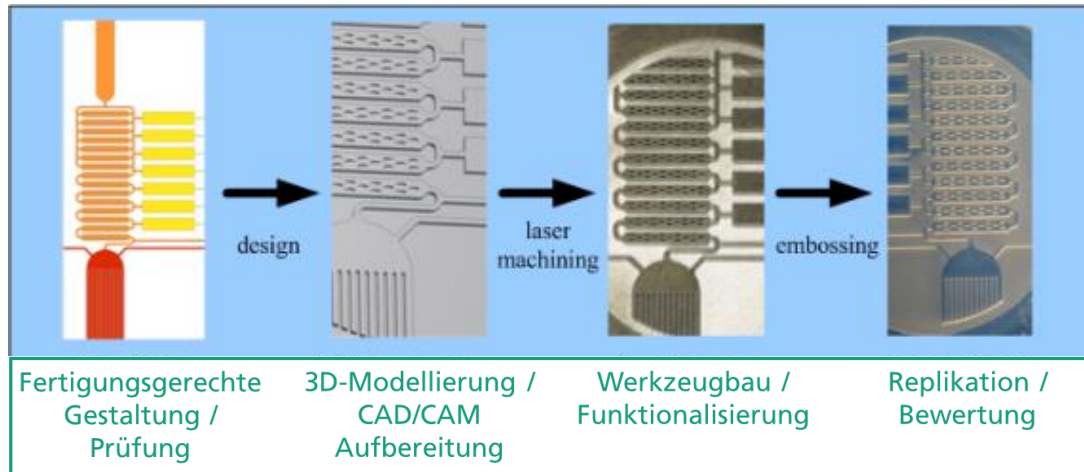 design
laser
machining
embossing
Fertigungsgerechte
Gestaltung /
Prüfung
3D-Modellierung /
CAD/CAM
Aufbereitung
Werkzeugbau /
Funktionalisierung
Replikation /
Bewertung